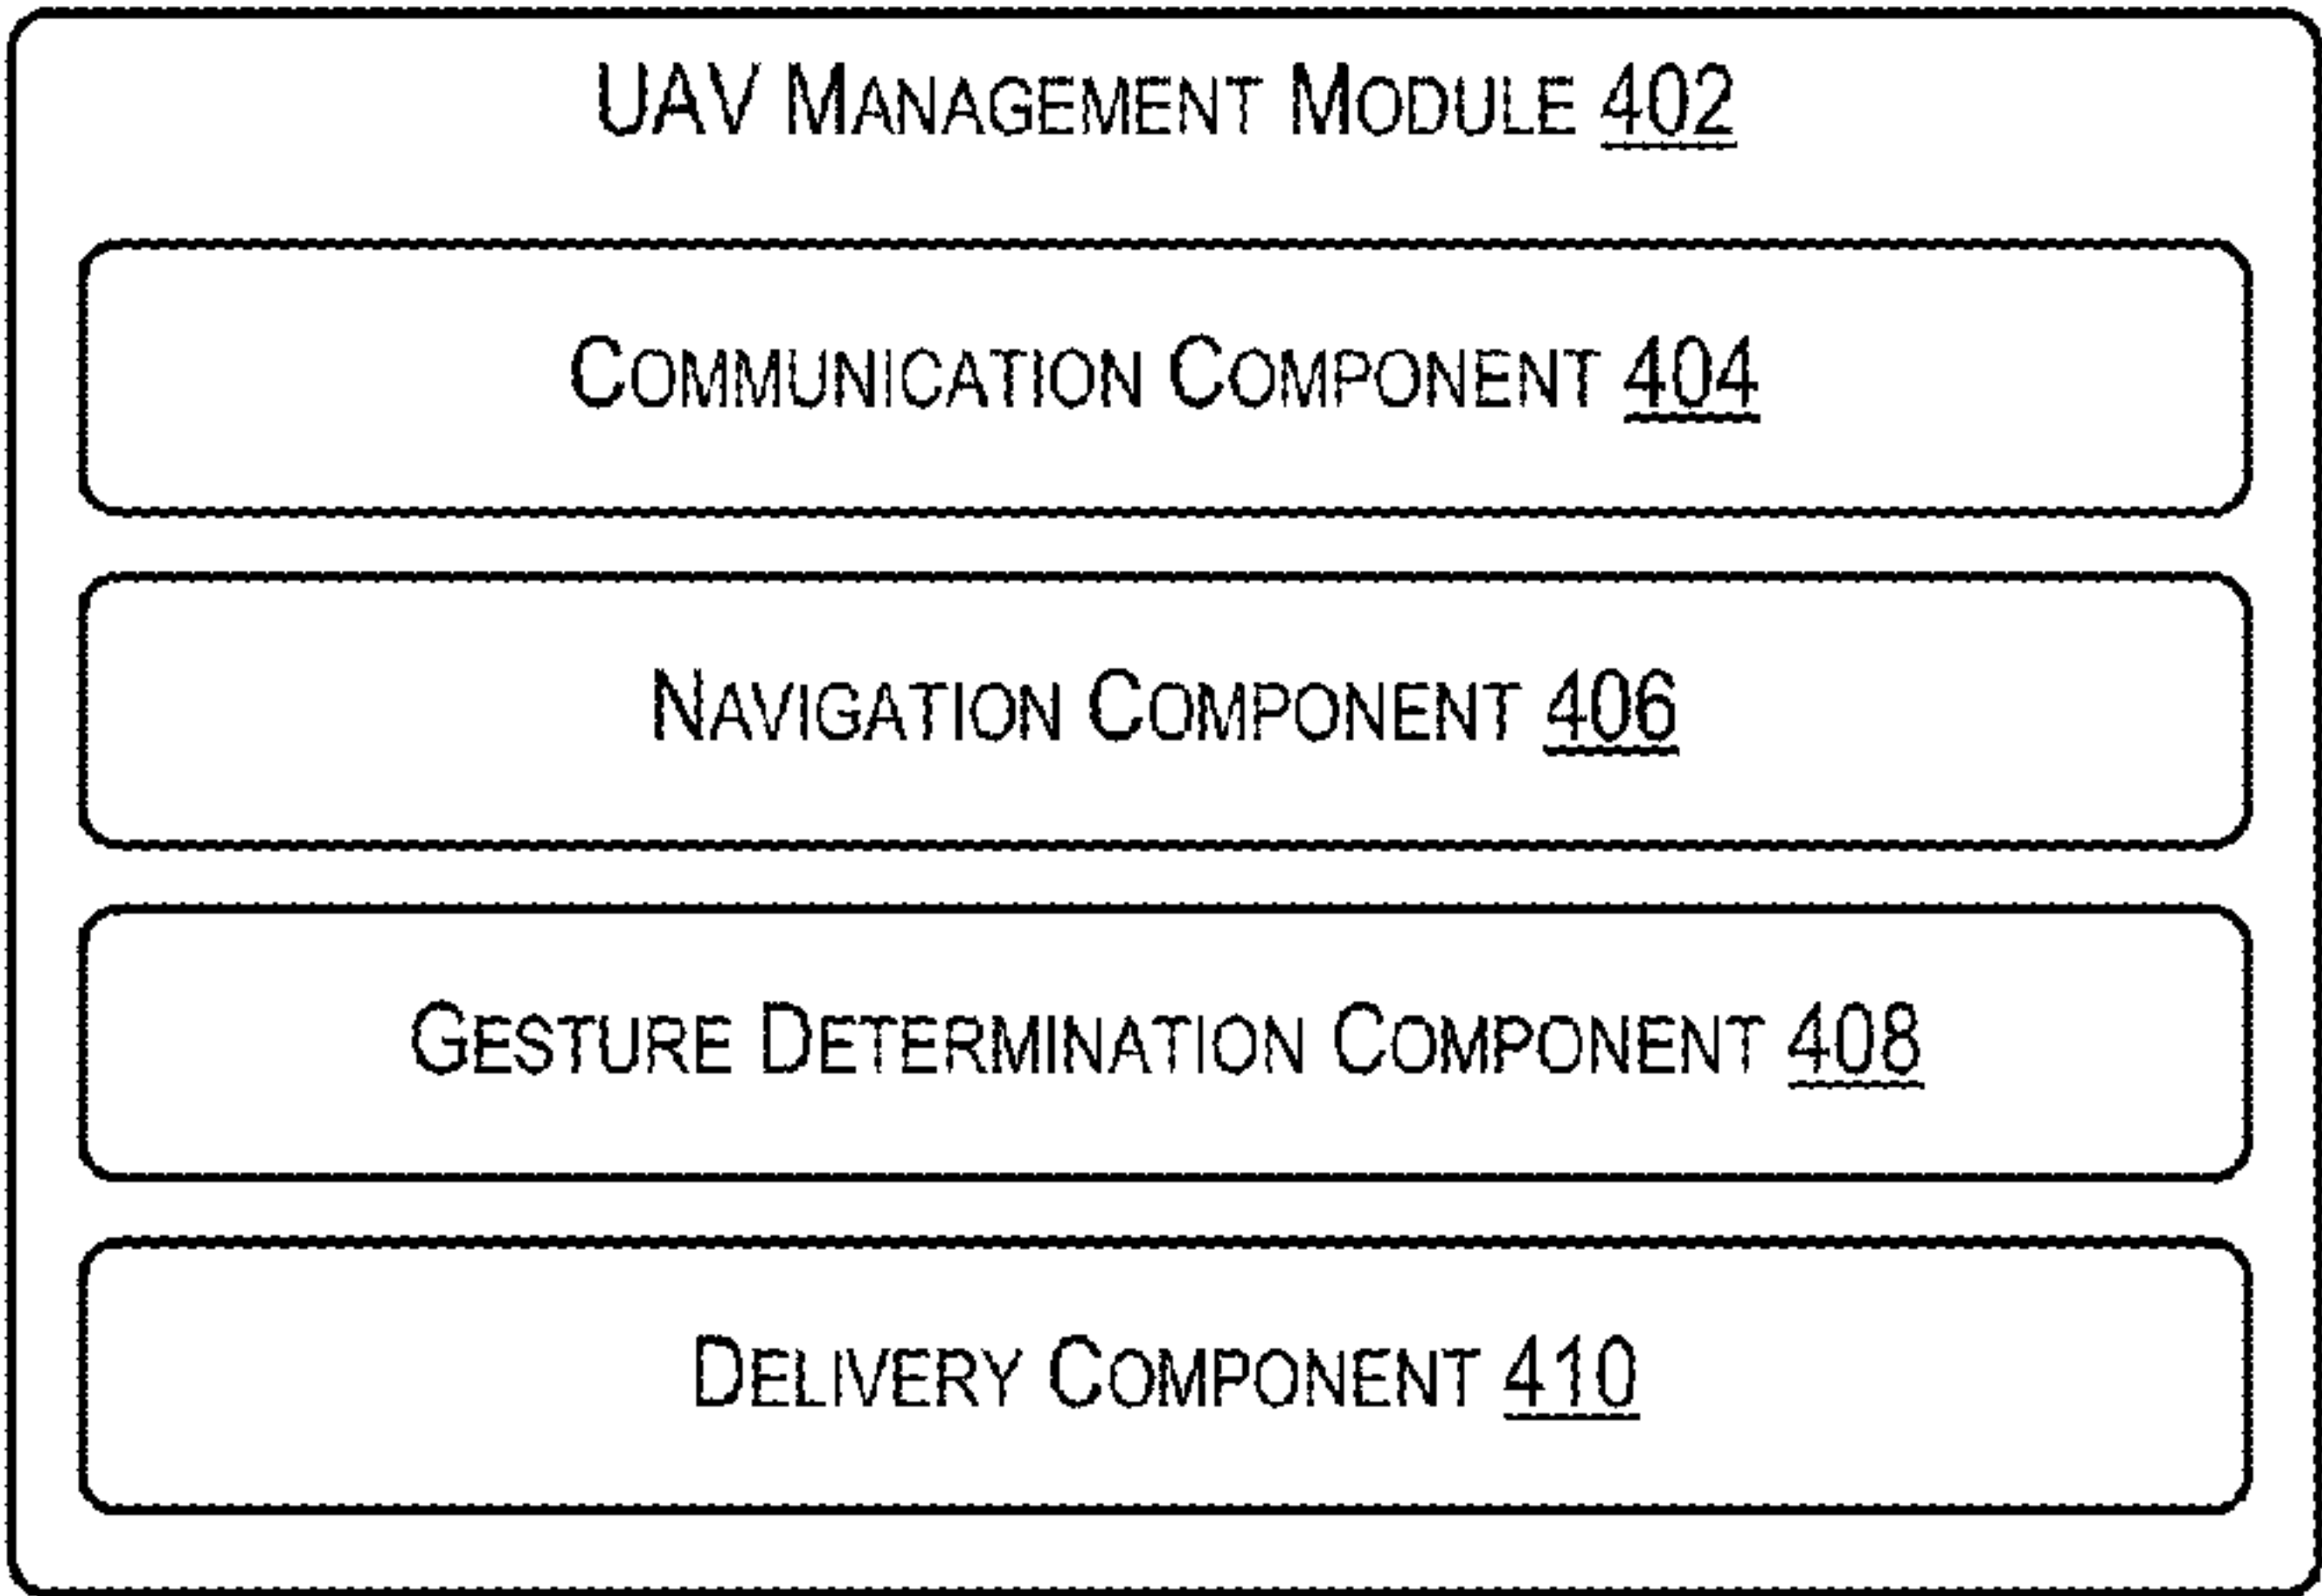 UAV MANAGEMENT MODULE 402
COMMUNICATION COMPONENT 404
NAVIGATION COMPONENT 406
GESTURE DETERMINATION COMPONENT 408
DELIVERY COMPONENT 410